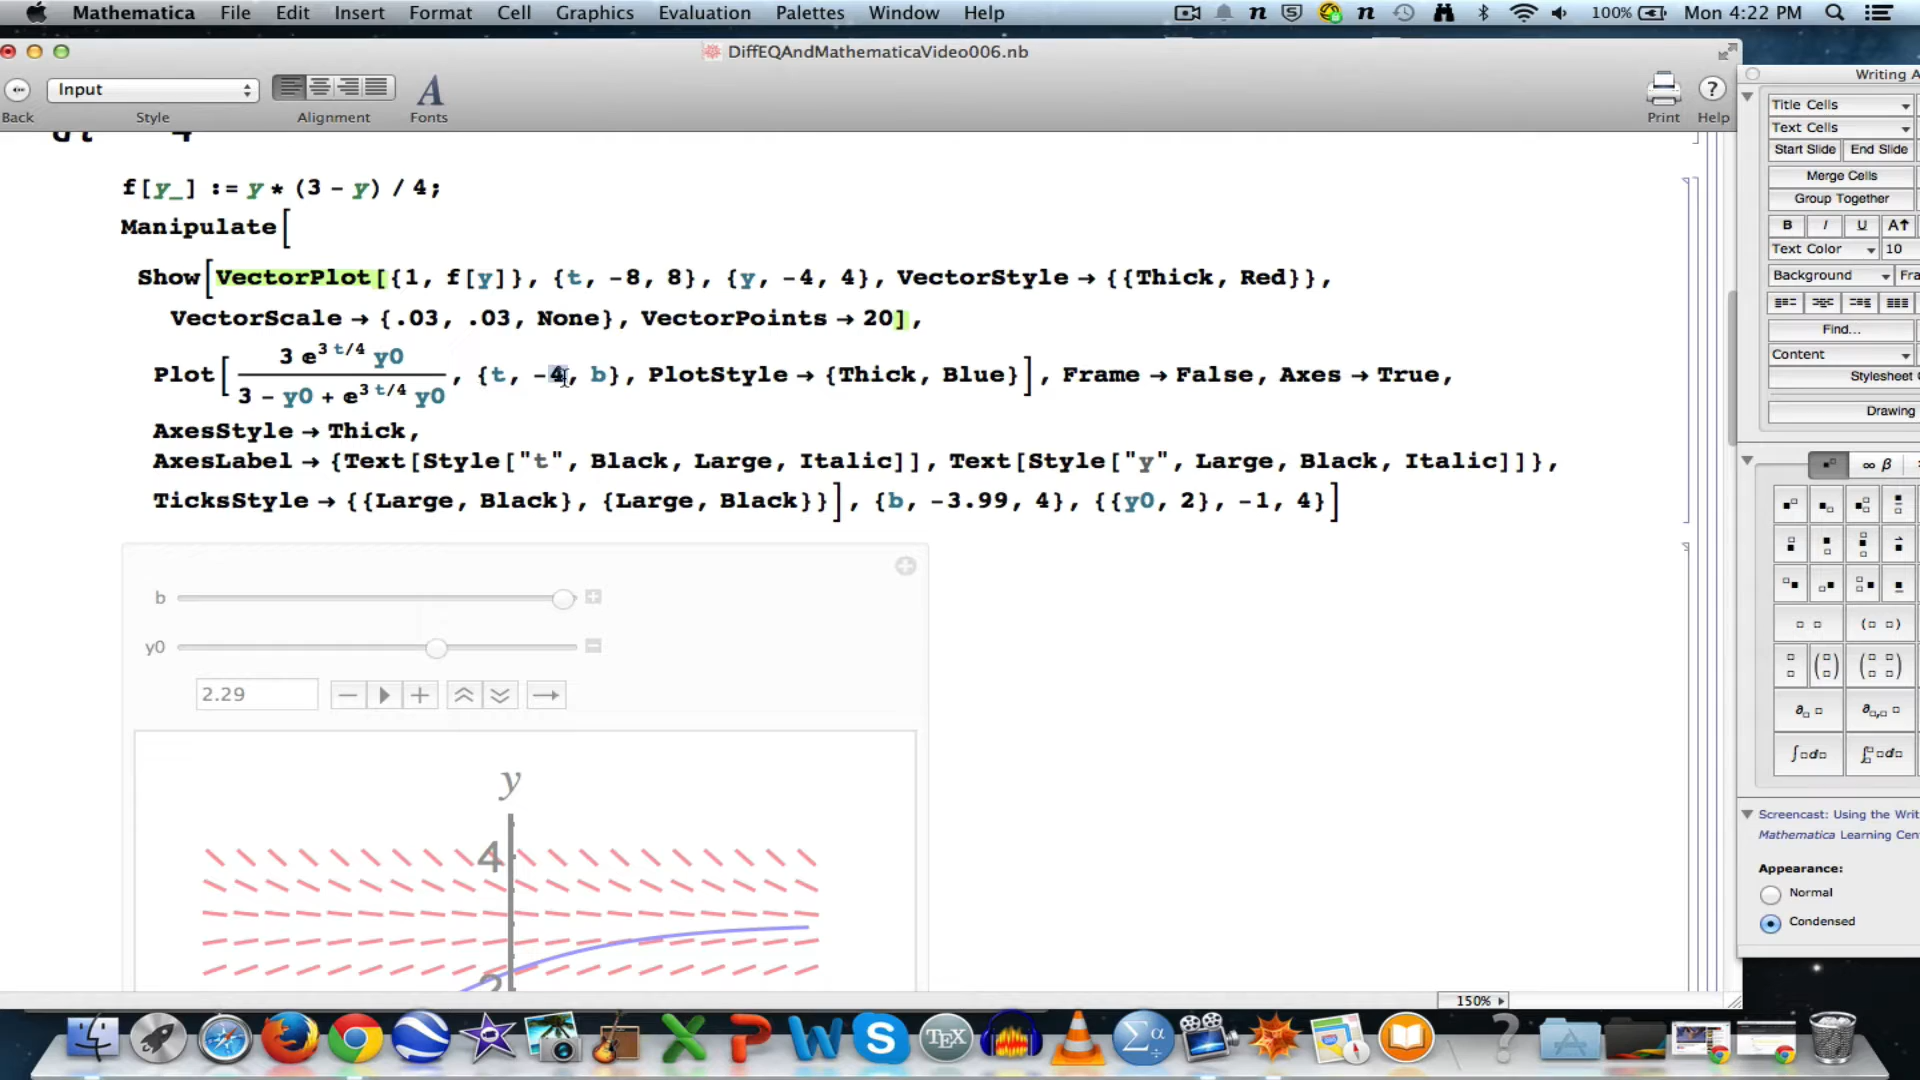 Mathematica File Edit Insert Format Cell Graphics Evaluation Palettes Window Help 100% Mon 4:22 PM
DiffEQAndMathematicaVideo006.nb
Input
Back Style Alignment Fonts Print Help
f[y_] := y * (3 - y) / 4;
Manipulate[
Show[VectorPlot[{1, f[y]}, {t, -8, 8}, {y, -4, 4}, VectorStyle → {{Thick, Red}},
VectorScale → {.03, .03, None}, VectorPoints → 20],
Plot[ 3 e^(3 t/4) y0 / 3 - y0 + e^(3 t/4) y0 , {t, -4, b}, PlotStyle → {Thick, Blue}], Frame → False, Axes → True,
AxesStyle → Thick,
AxesLabel → {Text[Style["t", Black, Large, Italic]], Text[Style["y", Large, Black, Italic]]},
TicksStyle → {{Large, Black}, {Large, Black}}], {b, -3.99, 4}, {{y0, 2}, -1, 4}]
b
y0
2.29
y
4
2
150%
Writing A
Title Cells
Text Cells
Start Slide End Slide
Merge Cells
Group Together
B I U A
Text Color 10
Background Fra
Find...
Content
Stylesheet
Drawing
∞ β
Screencast: Using the Writ
Mathematica Learning Cen
Appearance:
Normal
Condensed